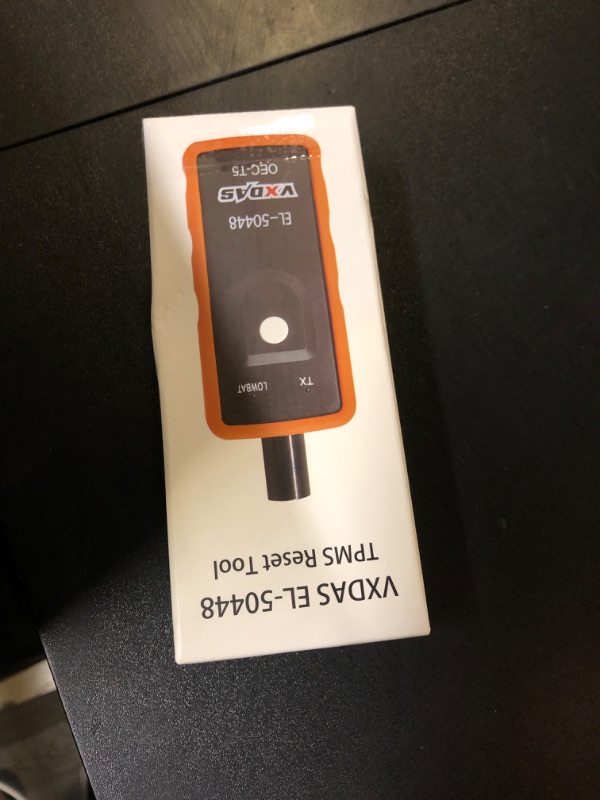 VXDAS EL-50448
TPMS Reset Tool
TX
LOWBAT
EL-50448
VXDAS
OEC-T5